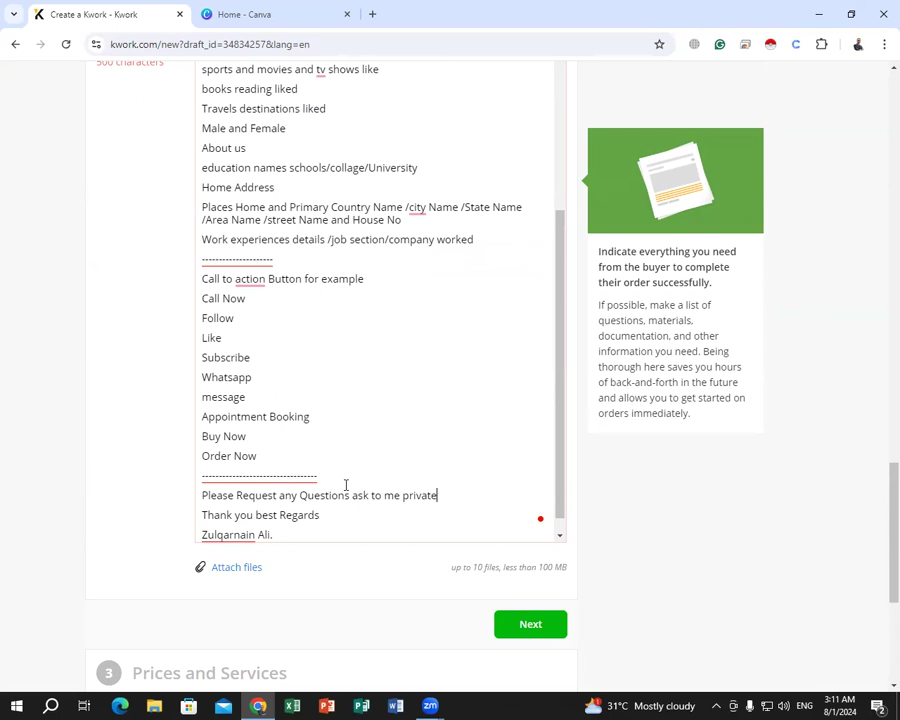 Create a Kwork - Kwork
Home - Canva
kwork.com/new?draft_id=34834257&lang=en
500 characters
sports and movies and tv shows like
books reading liked
Travels destinations liked
Male and Female
About us
education names schools/collage/University
Home Address
Places Home and Primary Country Name /city Name /State Name
/Area Name /street Name and House No
Work experiences details /job section/company worked
--------------------
Call to action Button for example
Call Now
Follow
Like
Subscribe
Whatsapp
message
Appointment Booking
Buy Now
Order Now
---------------------------------
Please Request any Questions ask to me private
Thank you best Regards
Zulqarnain Ali.
Attach files
up to 10 files, less than 100 MB
Indicate everything you need
from the buyer to complete
their order successfully.
If possible, make a list of
questions, materials,
documentation, and other
information you need. Being
thorough here saves you hours
of back-and-forth in the future
and allows you to get started on
orders immediately.
Next
3 Prices and Services
31°C Mostly cloudy
ENG
3:11 AM
8/1/2024
2